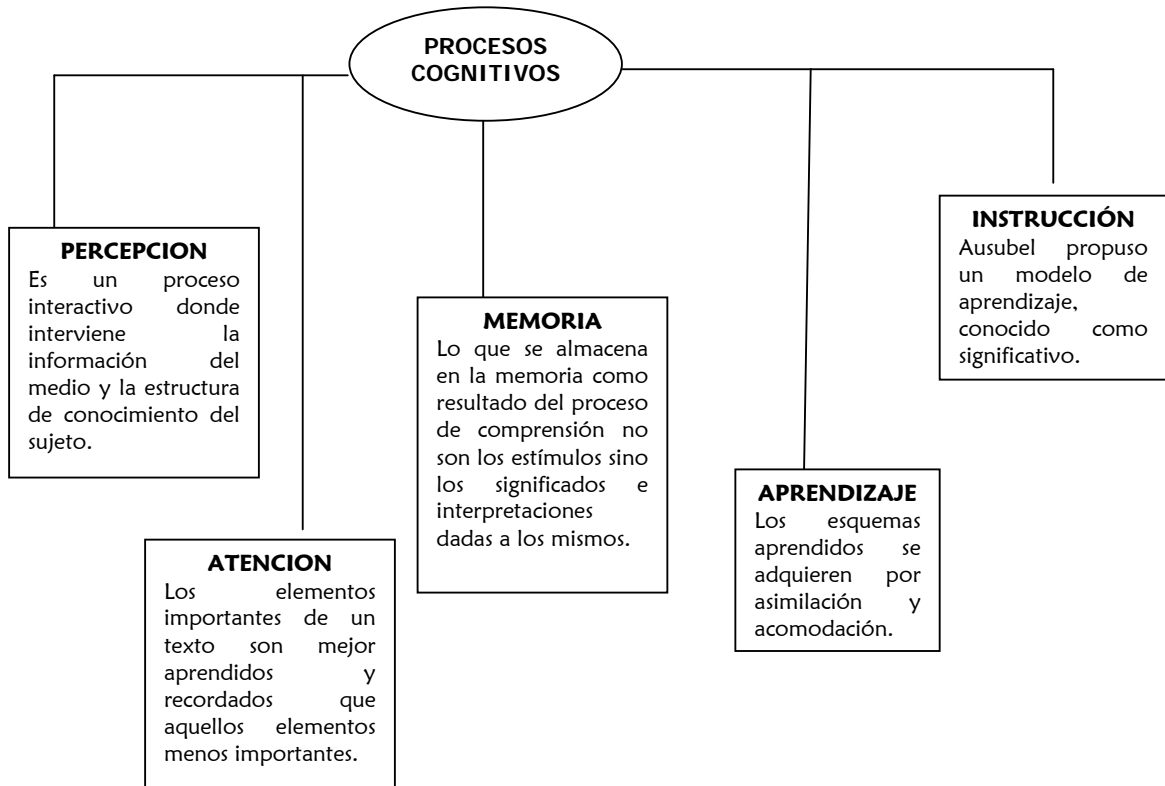 PROCESOS
COGNITIVOS
PERCEPCION
Es un proceso
interactivo donde
interviene la
información del
medio y la estructura
de conocimiento del
sujeto.
ATENCION
Los elementos
importantes de un
texto son mejor
aprendidos y
recordados que
aquellos elementos
menos importantes.
MEMORIA
Lo que se almacena
en la memoria como
resultado del proceso
de comprensión no
son los estímulos sino
los significados e
interpretaciones
dadas a los mismos.
APRENDIZAJE
Los esquemas
aprendidos se
adquieren por
asimilación y
acomodación.
INSTRUCCIÓN
Ausubel propuso
un modelo de
aprendizaje,
conocido como
significativo.